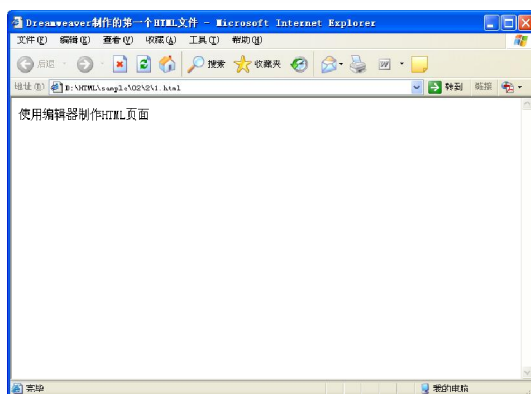 Dreamweaver制作的第一个HTML文件 - Microsoft Internet Explorer
文件(F) 编辑(E) 查看(V) 收藏(A) 工具(T) 帮助(H)
后退 搜索 收藏夹
地址(D) D:\HTML\sample\02\2\1.html 转到 链接
使用编辑器制作HTML页面
完毕 我的电脑